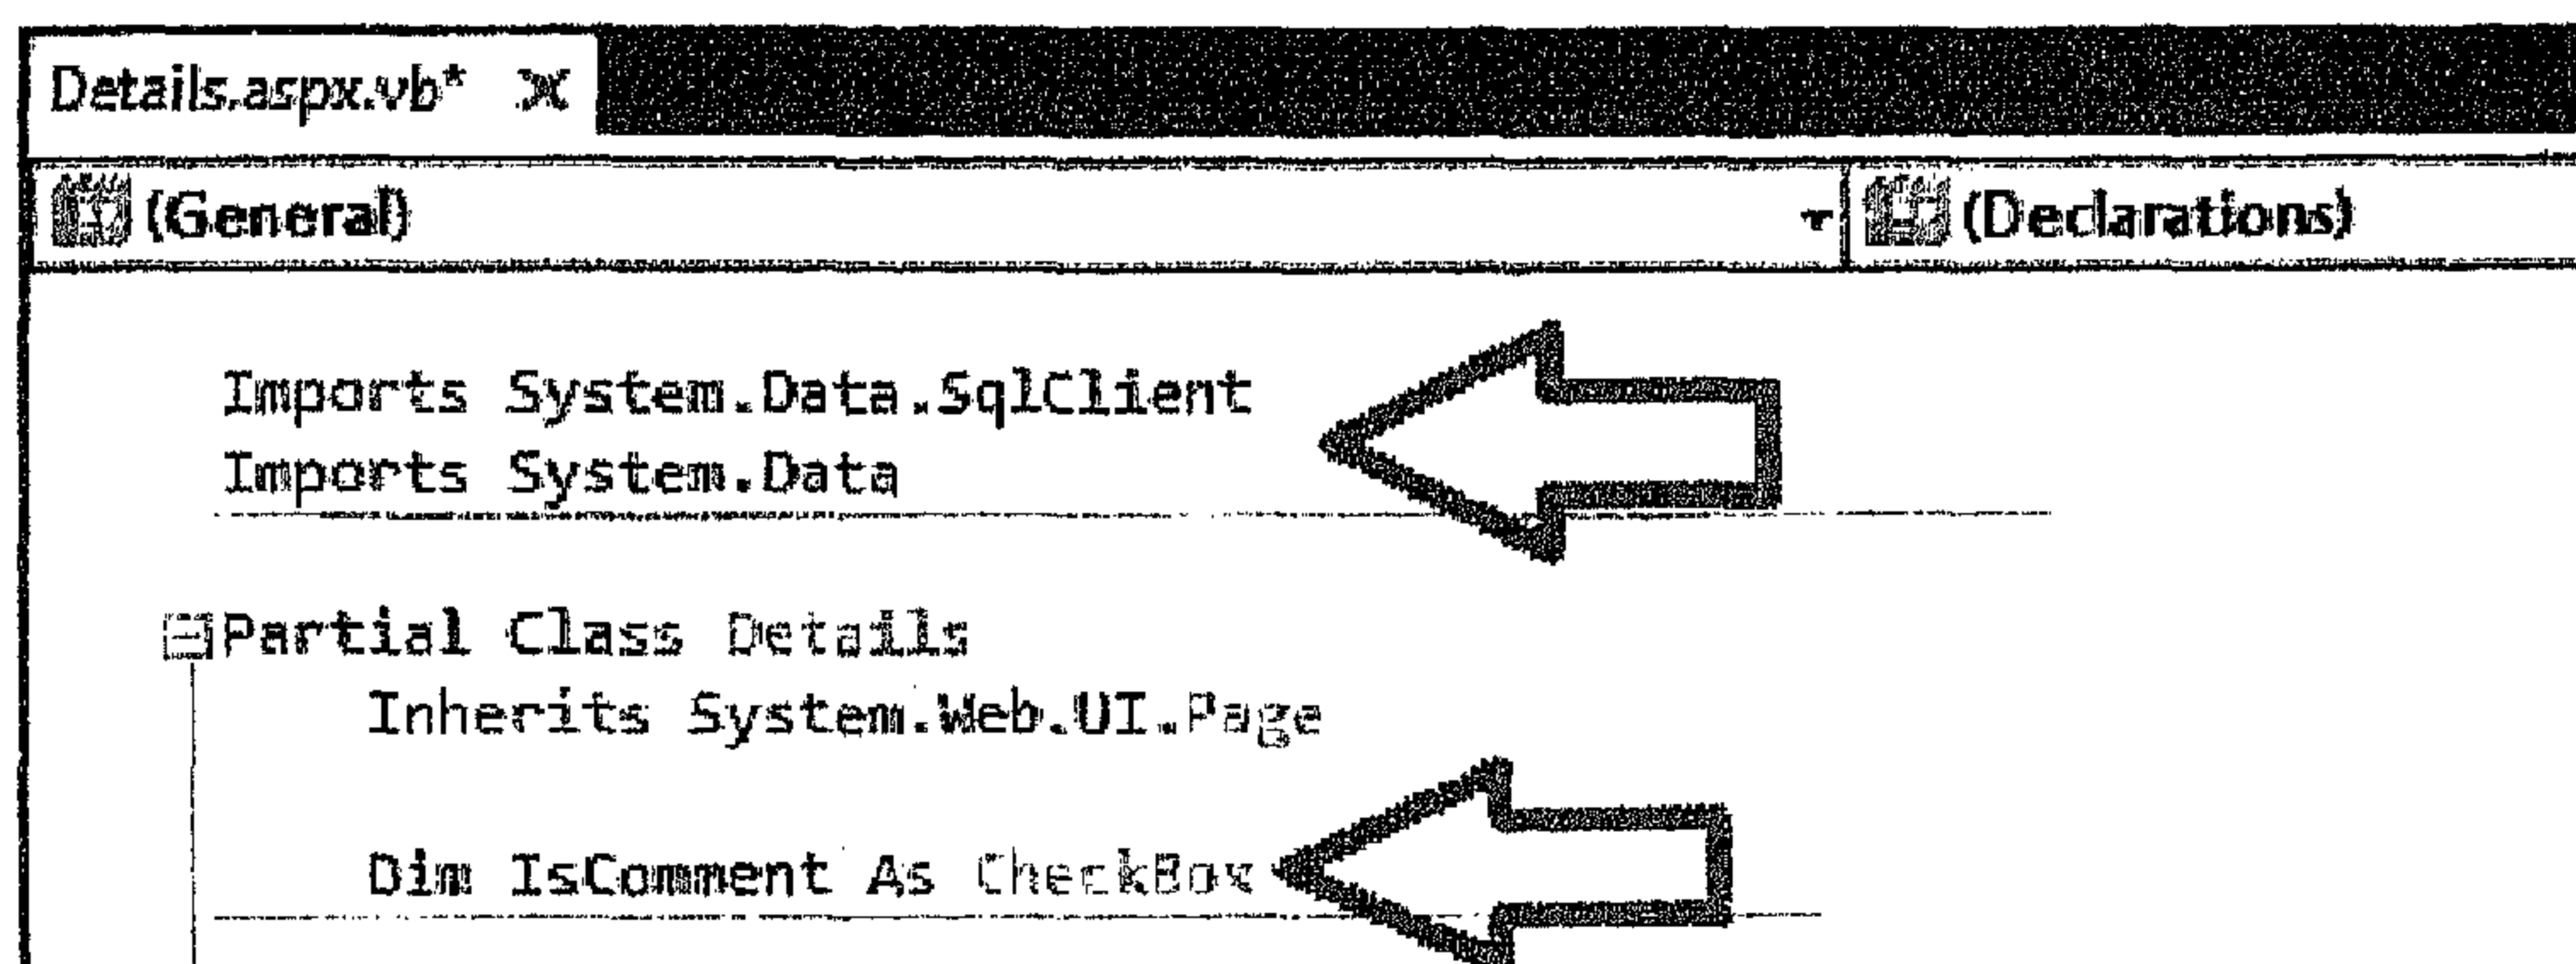 Details.aspx.vb* X
(General) (Declarations)
Imports System.Data.SqlClient
Imports System.Data
Partial Class Details
Inherits System.Web.UI.Page
Dim IsComment As CheckBox